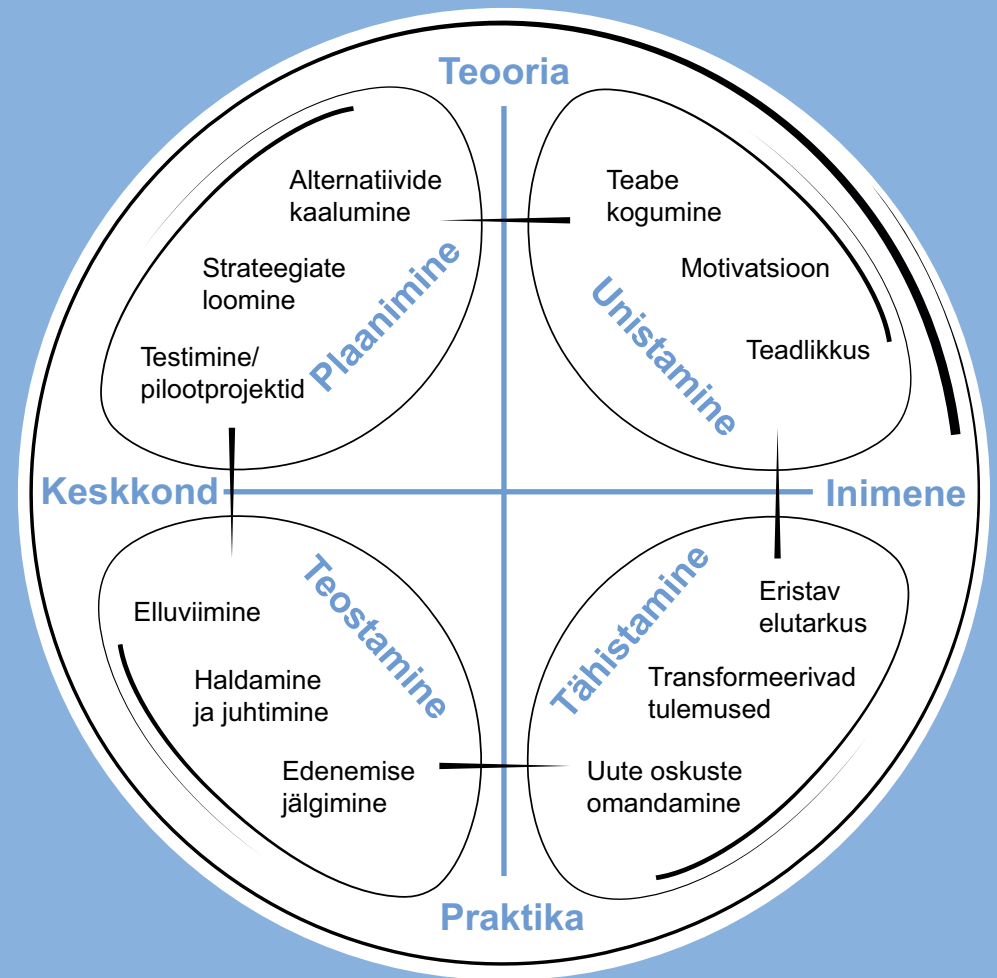 Teooria
Alternatiivide
kaalumine
Strateegiate
loomine
Testimine/
pilootprojektid
Plaanimine
Teabe
kogumine
Motivatsioon
Teadlikkus
Unistamine
Keskkond
Inimene
Elluviimine
Haldamine
ja juhtimine
Edenemise
jälgimine
Teostamine
Tähistamine
Eristav
elutarkus
Transformeerivad
tulemused
Uute oskuste
omandamine
Praktika